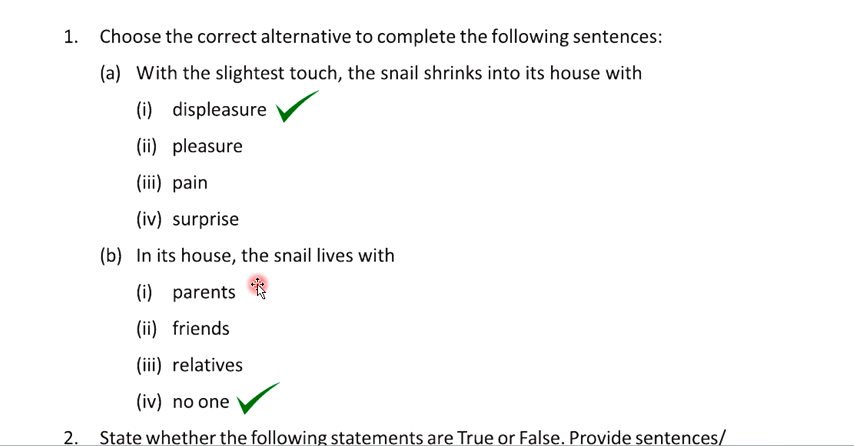 1. Choose the correct alternative to complete the following sentences:
(a) With the slightest touch, the snail shrinks into its house with
(i) displeasure
(ii) pleasure
(iii) pain
(iv) surprise
(b) In its house, the snail lives with
(i) parents
(ii) friends
(iii) relatives
(iv) no one
2. State whether the following statements are True or False. Provide sentences/